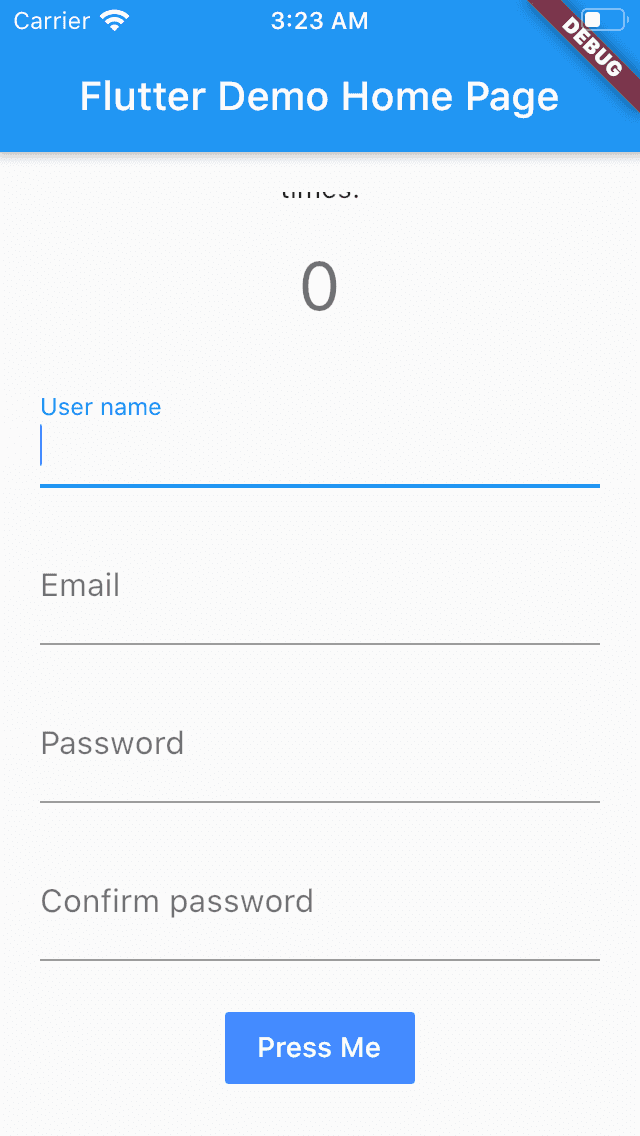 Carrier 3:23 AM
DEBUG
Flutter Demo Home Page
times:
0
User name
Email
Password
Confirm password
Press Me